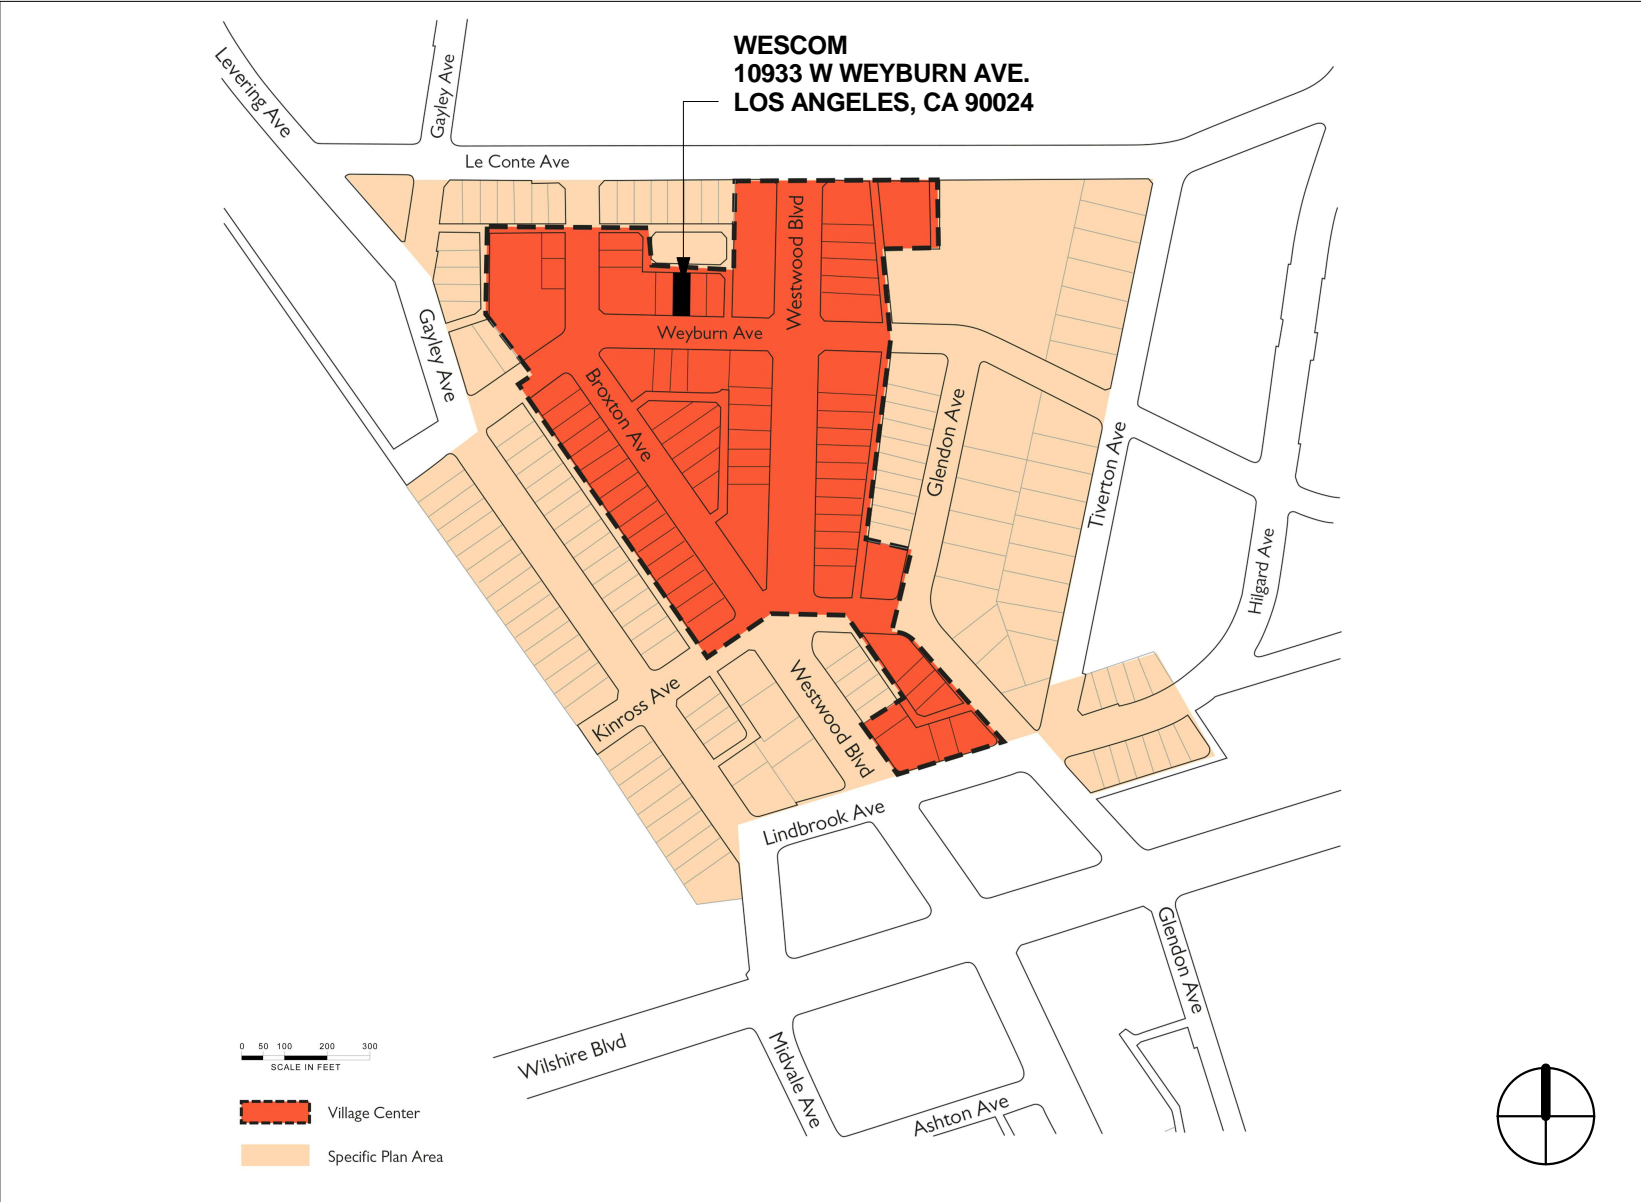 WESCOM
10933 W WEYBURN AVE.
LOS ANGELES, CA 90024
Levering Ave
Gayley Ave
Le Conte Ave
Westwood Blvd
Weyburn Ave
Gayley Ave
Broxton Ave
Glendon Ave
Tiverton Ave
Hilgard Ave
Kinross Ave
Westwood Blvd
Lindbrook Ave
Glendon Ave
Wilshire Blvd
Midvale Ave
Ashton Ave
0 50 100 200 300
SCALE IN FEET
Village Center
Specific Plan Area